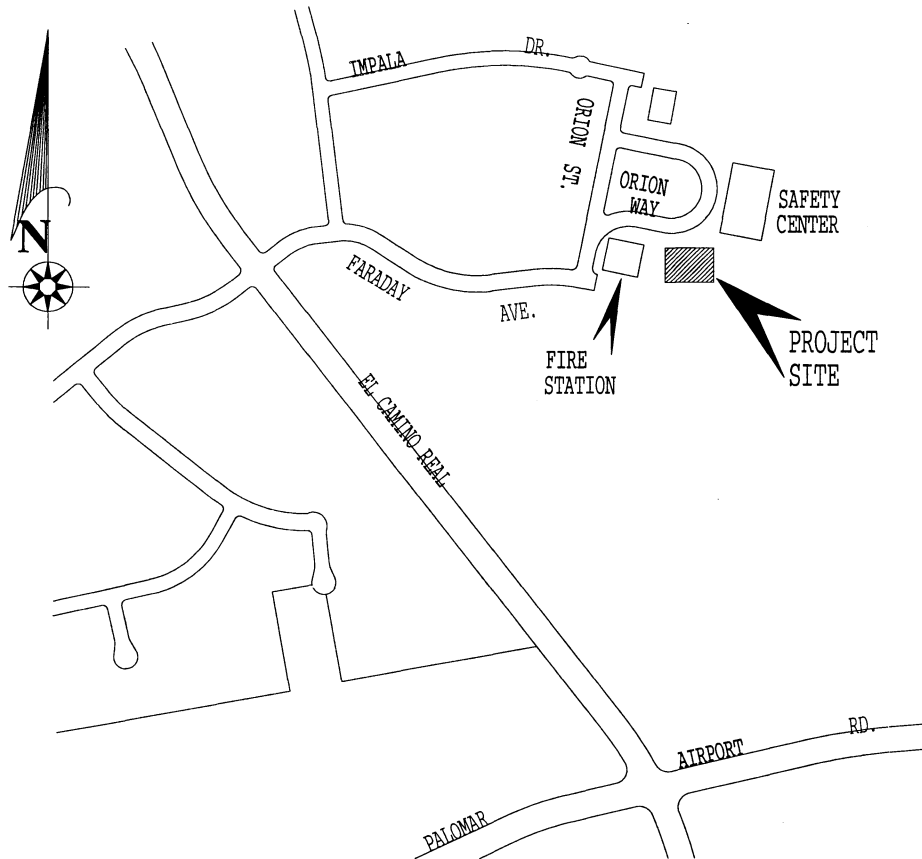 IMPALA
DR.
ORION ST.
ORION
WAY
SAFETY
CENTER
N
FARADAY
AVE.
FIRE
STATION
PROJECT
SITE
EL CAMINO REAL
PALOMAR
AIRPORT
RD.